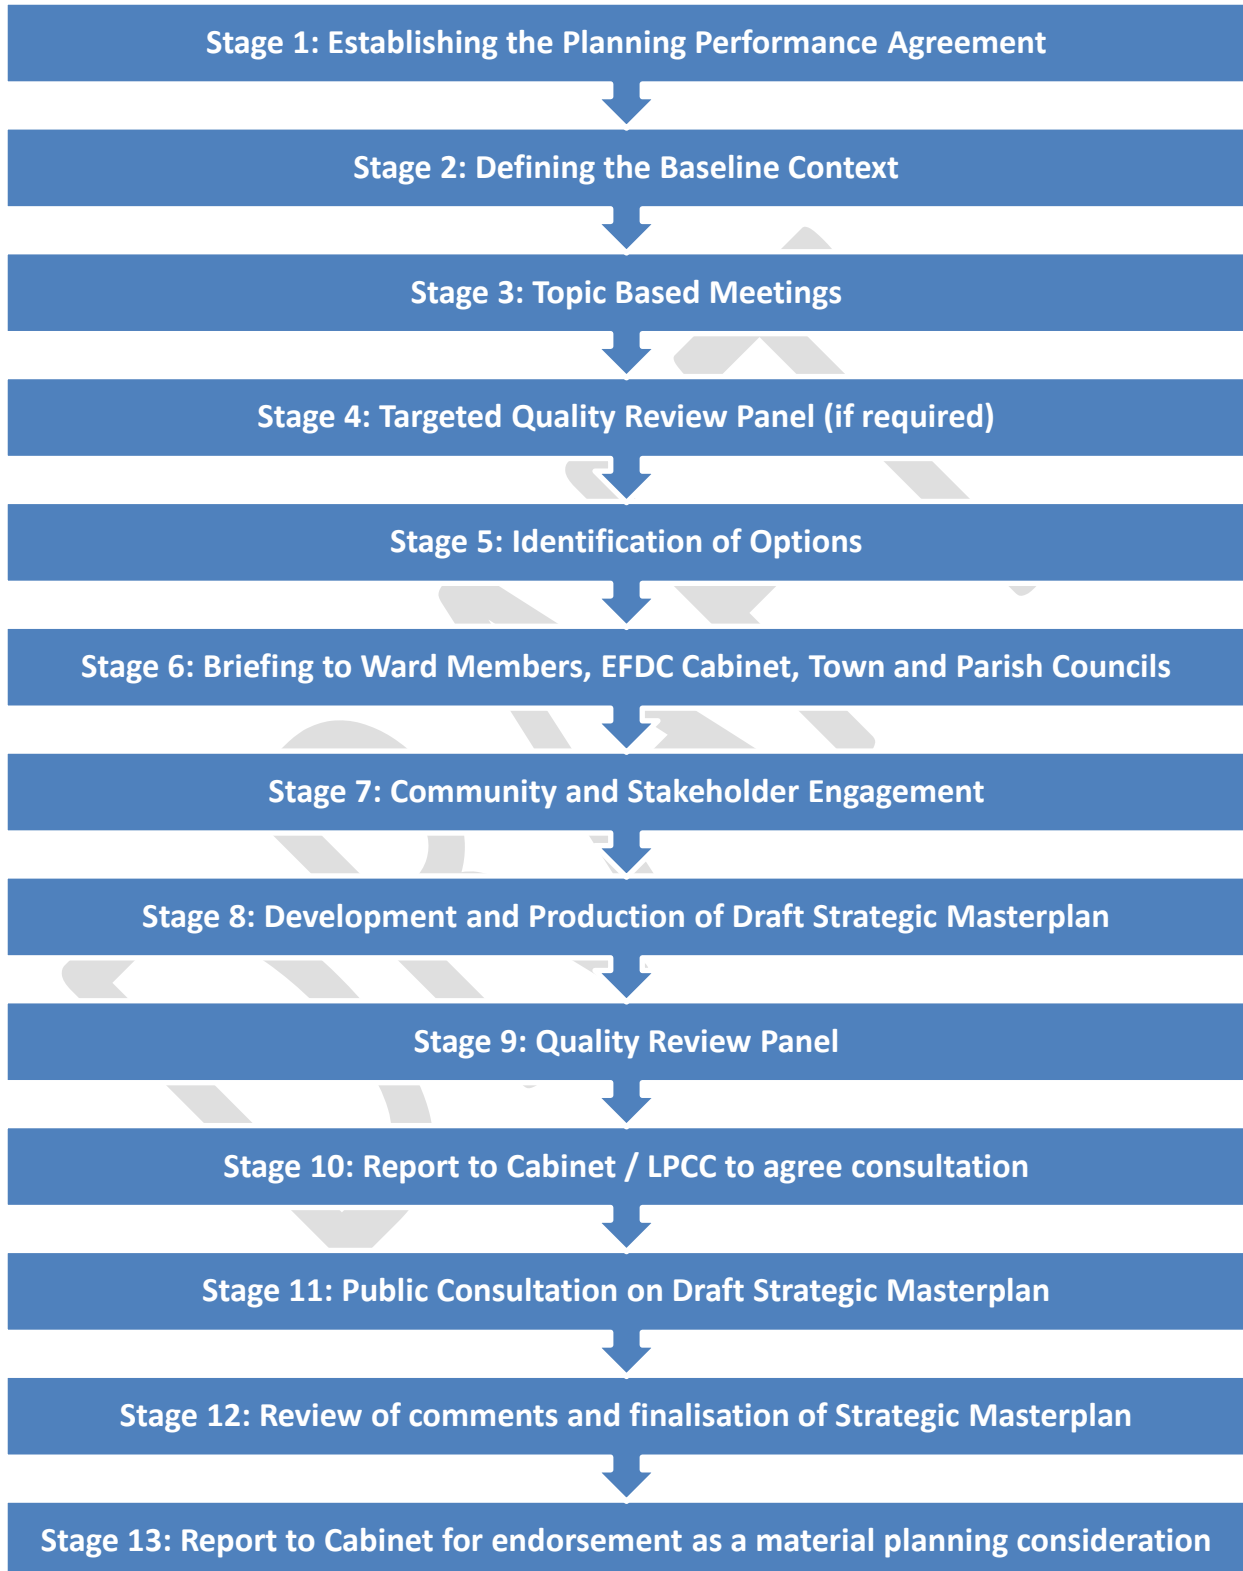 Stage 1: Establishing the Planning Performance Agreement
Stage 2: Defining the Baseline Context
Stage 3: Topic Based Meetings
Stage 4: Targeted Quality Review Panel (if required)
Stage 5: Identification of Options
Stage 6: Briefing to Ward Members, EFDC Cabinet, Town and Parish Councils
Stage 7: Community and Stakeholder Engagement
Stage 8: Development and Production of Draft Strategic Masterplan
Stage 9: Quality Review Panel
Stage 10: Report to Cabinet / LPCC to agree consultation
Stage 11: Public Consultation on Draft Strategic Masterplan
Stage 12: Review of comments and finalisation of Strategic Masterplan
Stage 13: Report to Cabinet for endorsement as a material planning consideration